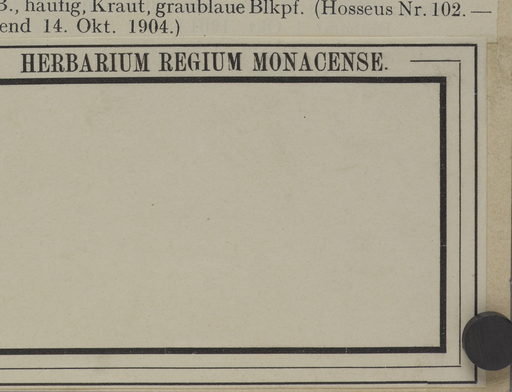 B., häufig, Kraut, graublaue Blkpf. (Hosseus Nr. 102. —
end 14. Okt. 1904.)
HERBARIUM REGIUM MONACENSE.